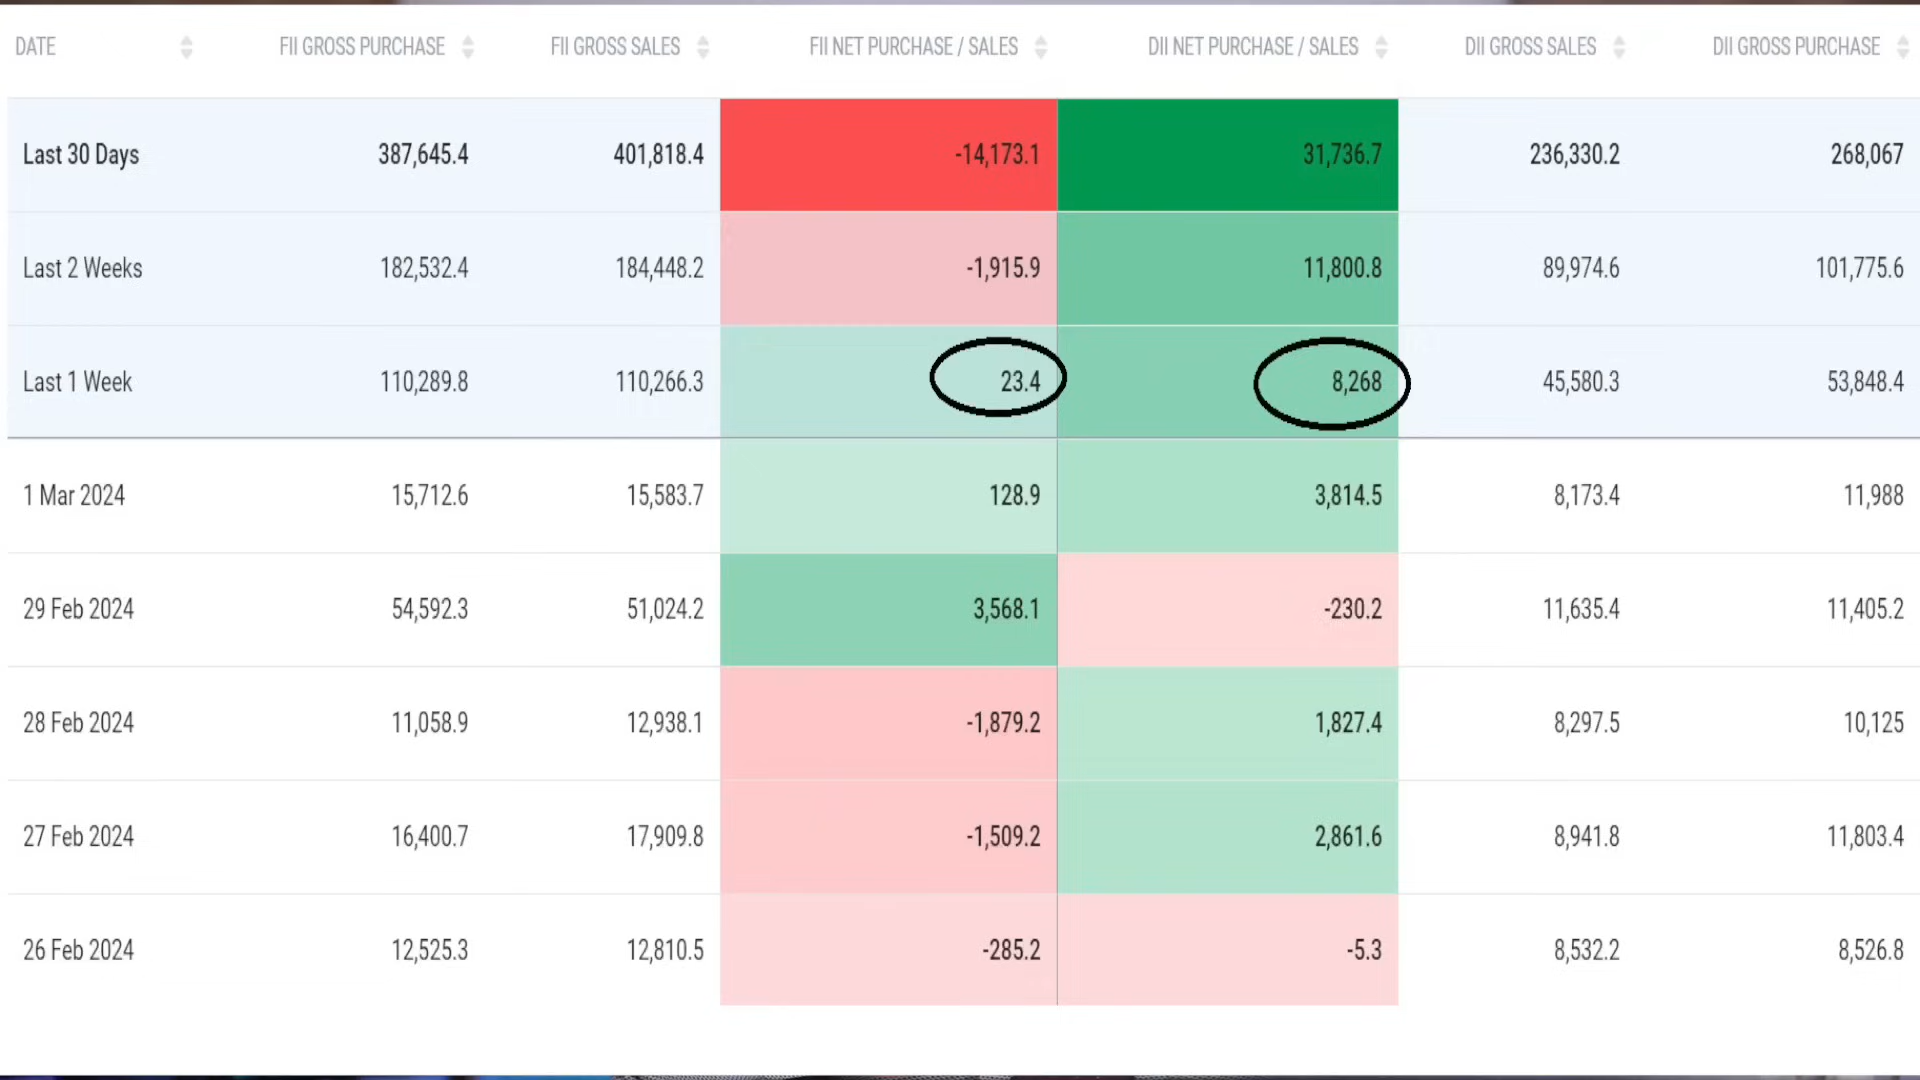 DATE FII GROSS PURCHASE FII GROSS SALES FII NET PURCHASE / SALES DII NET PURCHASE / SALES DII GROSS SALES DII GROSS PURCHASE
Last 30 Days 387,645.4 401,818.4 -14,173.1 31,736.7 236,330.2 268,067
Last 2 Weeks 182,532.4 184,448.2 -1,915.9 11,800.8 89,974.6 101,775.6
Last 1 Week 110,289.8 110,266.3 23.4 8,268 45,580.3 53,848.4
1 Mar 2024 15,712.6 15,583.7 128.9 3,814.5 8,173.4 11,988
29 Feb 2024 54,592.3 51,024.2 3,568.1 -230.2 11,635.4 11,405.2
28 Feb 2024 11,058.9 12,938.1 -1,879.2 1,827.4 8,297.5 10,125
27 Feb 2024 16,400.7 17,909.8 -1,509.2 2,861.6 8,941.8 11,803.4
26 Feb 2024 12,525.3 12,810.5 -285.2 -5.3 8,532.2 8,526.8